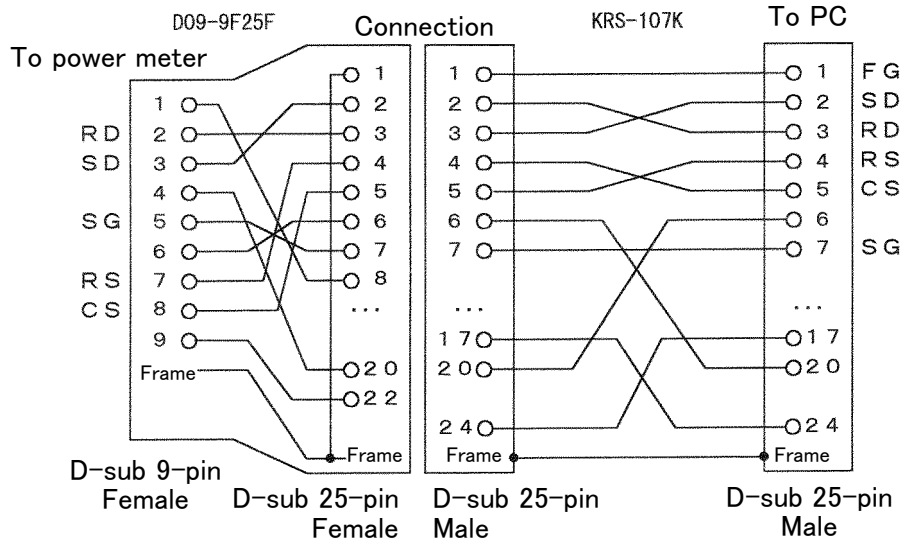 D09-9F25F
Connection
KRS-107K
To PC
To power meter
1
RD 2
SD 3
4
SG 5
6
RS 7
CS 8
9
Frame
1
2
3
4
5
6
7
8
...
20
22
Frame
1
2
3
4
5
6
7
...
17
20
24
Frame
1 FG
2 SD
3 RD
4 RS
5 CS
6
7 SG
...
17
20
24
Frame
D-sub 9-pin
Female
D-sub 25-pin
Female
D-sub 25-pin
Male
D-sub 25-pin
Male